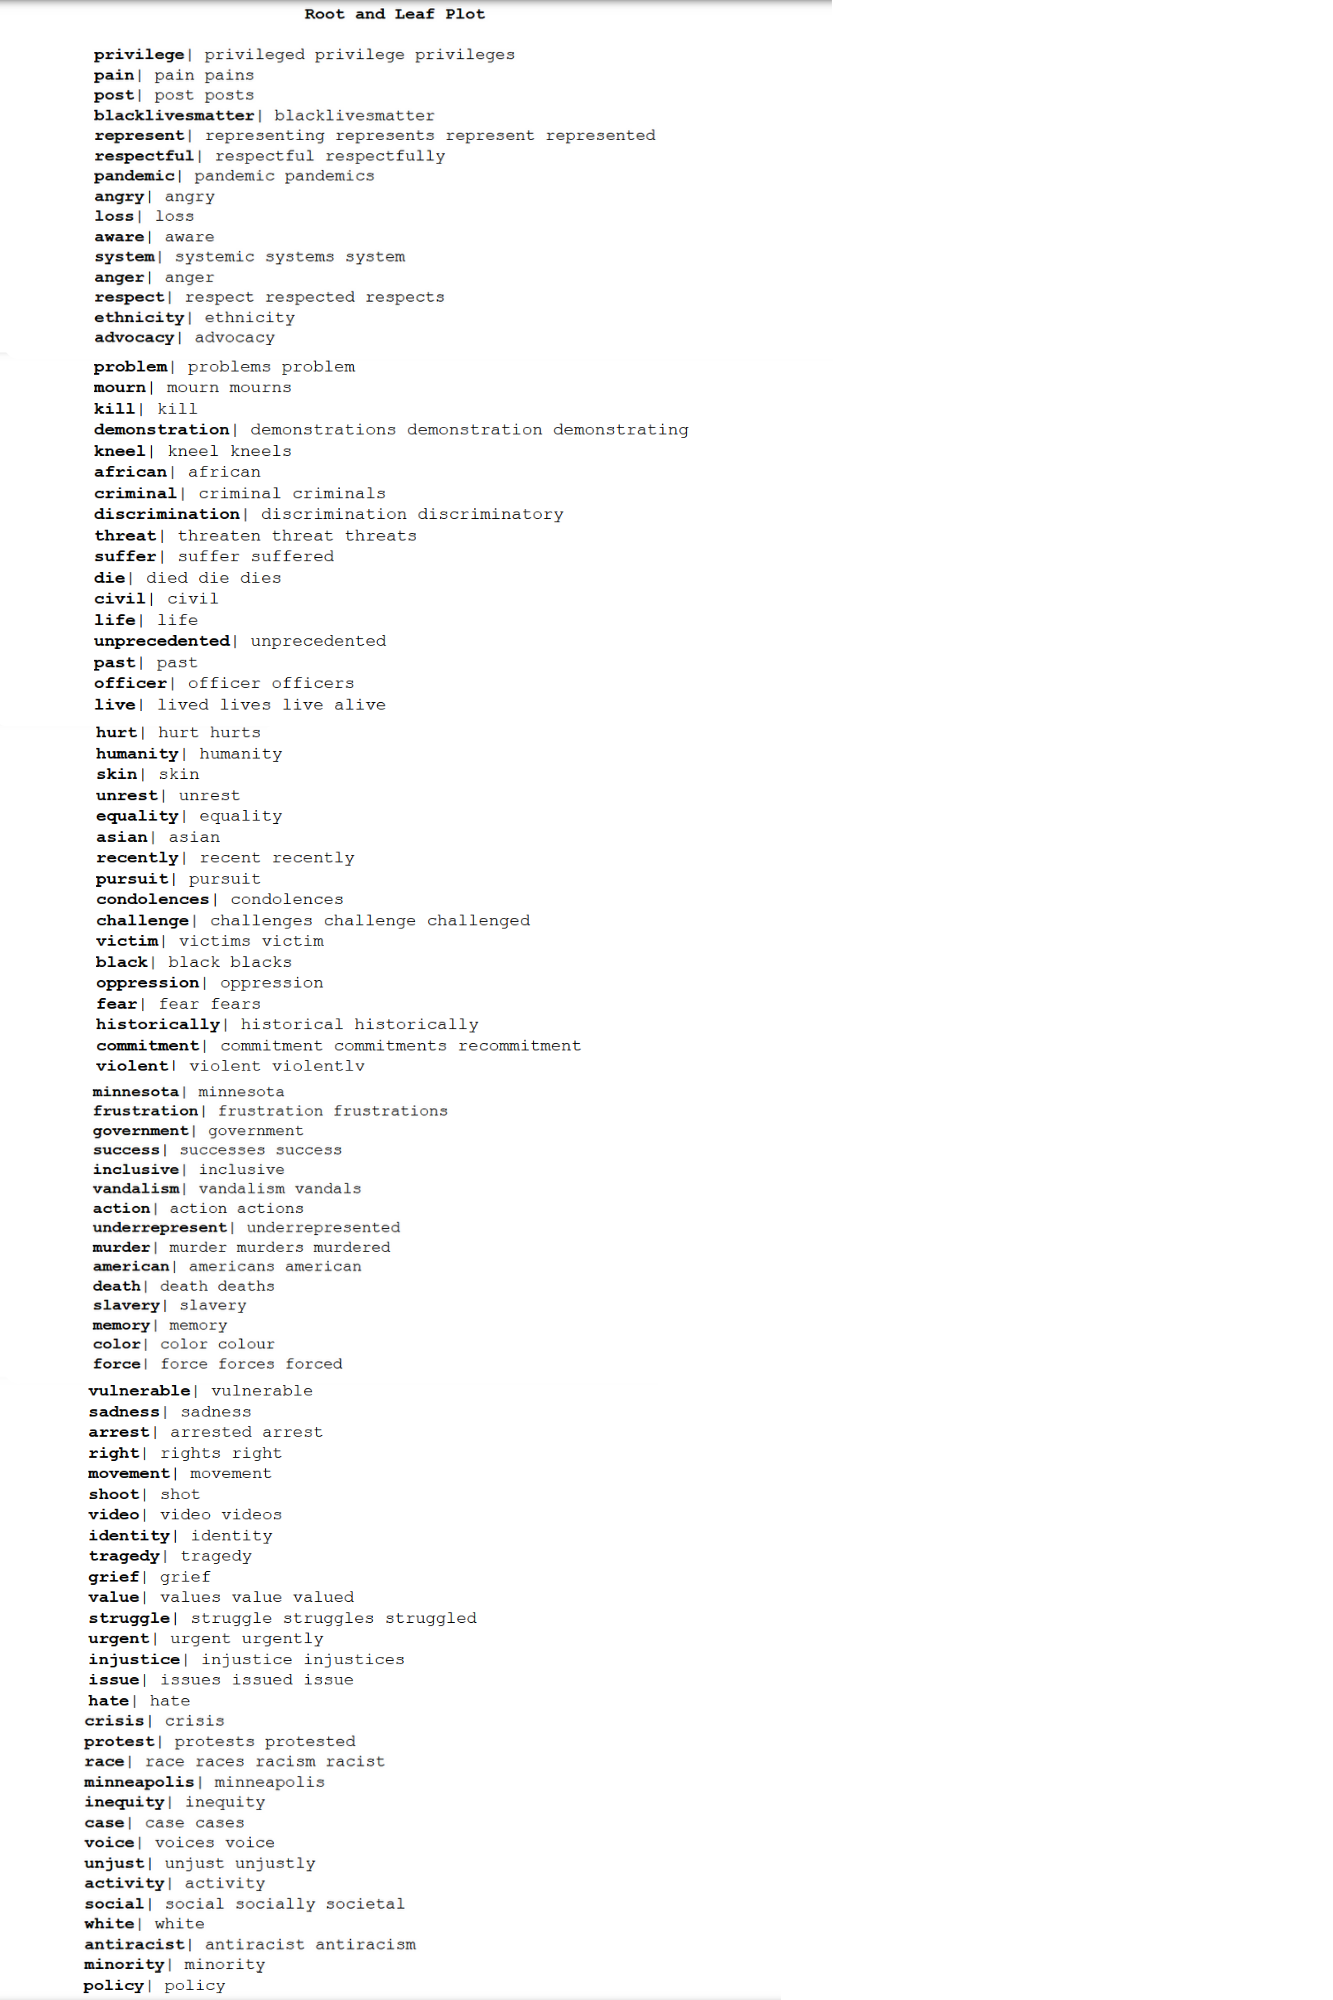 Root and Leaf Plot
privilege| privileged privilege privileges
pain| pain pains
post| post posts
blacklivesmatter| blacklivesmatter
represent| representing represents represent represented
respectful| respectful respectfully
pandemic| pandemic pandemics
angry| angry
loss| loss
aware| aware
system| systemic systems system
anger| anger
respect| respect respected respects
ethnicity| ethnicity
advocacy| advocacy
problem| problems problem
mourn| mourn mourns
kill| kill
demonstration| demonstrations demonstration demonstrating
kneel| kneel kneels
african| african
criminal| criminal criminals
discrimination| discrimination discriminatory
threat| threaten threat threats
suffer| suffer suffered
die| died die dies
civil| civil
life| life
unprecedented| unprecedented
past| past
officer| officer officers
live| lived lives live alive
hurt| hurt hurts
humanity| humanity
skin| skin
unrest| unrest
equality| equality
asian| asian
recently| recent recently
pursuit| pursuit
condolences| condolences
challenge| challenges challenge challenged
victim| victims victim
black| black blacks
oppression| oppression
fear| fear fears
historically| historical historically
commitment| commitment commitments recommitment
violent| violent violently
minnesota| minnesota
frustration| frustration frustrations
government| government
success| successes success
inclusive| inclusive
vandalism| vandalism vandals
action| action actions
underrepresent| underrepresented
murder| murder murders murdered
american| americans american
death| death deaths
slavery| slavery
memory| memory
color| color colour
force| force forces forced
vulnerable| vulnerable
sadness| sadness
arrest| arrested arrest
right| rights right
movement| movement
shoot| shot
video| video videos
identity| identity
tragedy| tragedy
grief| grief
value| values value valued
struggle| struggle struggles struggled
urgent| urgent urgently
injustice| injustice injustices
issue| issues issued issue
hate| hate
crisis| crisis
protest| protests protested
race| race races racism racist
minneapolis| minneapolis
inequity| inequity
case| case cases
voice| voices voice
unjust| unjust unjustly
activity| activity
social| social socially societal
white| white
antiracist| antiracist antiracism
minority| minority
policy| policy